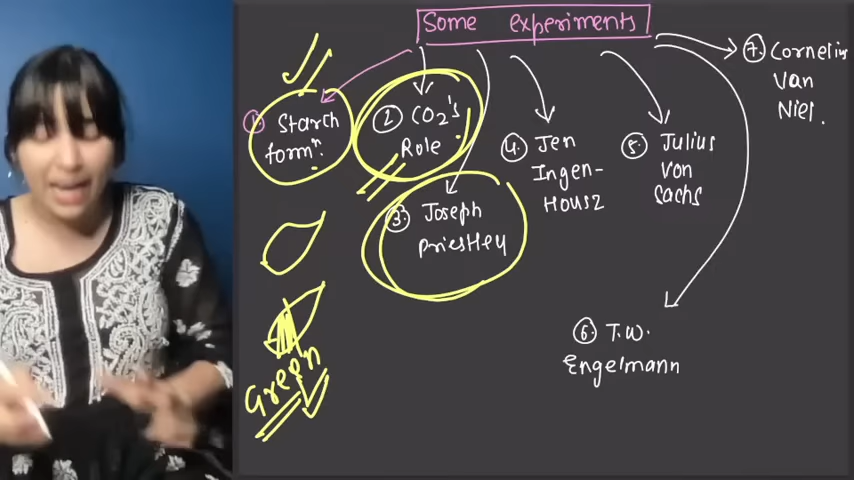 Some experiments
① Starch
formⁿ.
② CO₂'s
Role
③ Joseph
Priestley
④ Jen
Ingen-
Housz
⑤ Julius
Von
Sachs
⑥ T.W.
Engelmann
⑦ Cornelius
Van
Niel.
Green